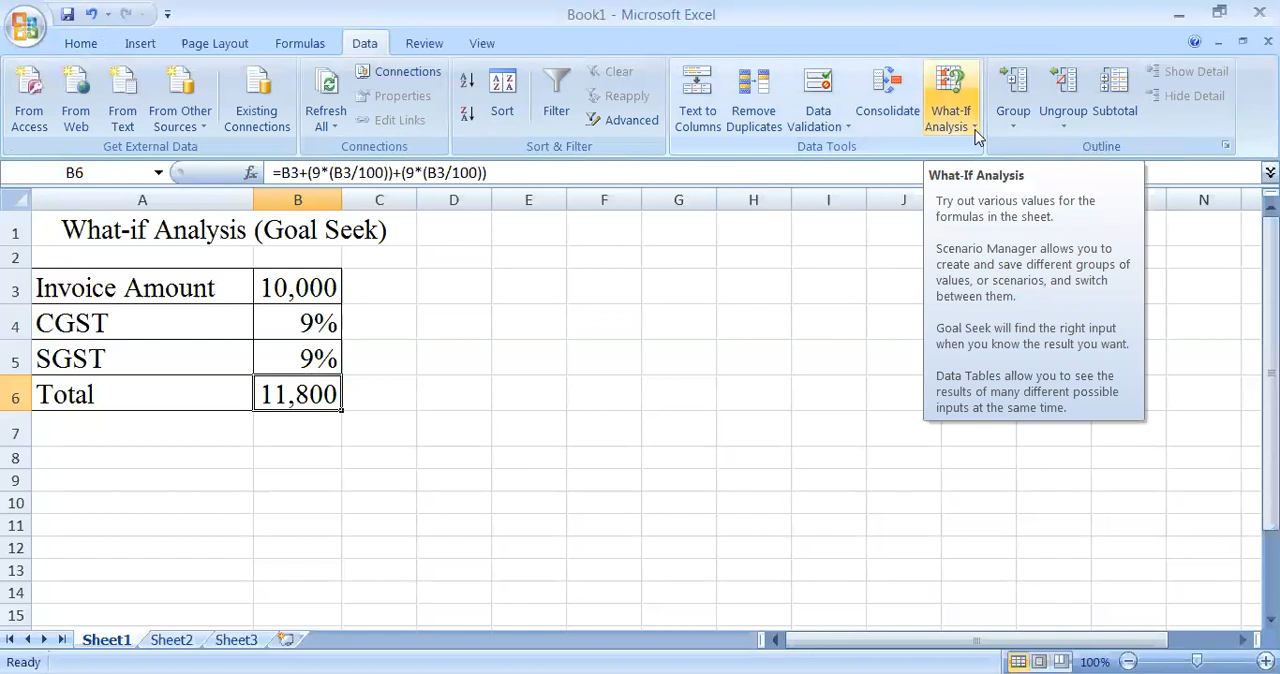 Book1 - Microsoft Excel
Home Insert Page Layout Formulas Data Review View
From Access
From Web
From Text
From Other Sources
Existing Connections
Get External Data
Refresh All
Connections
Properties
Edit Links
Connections
Sort
Filter
Clear
Reapply
Advanced
Sort & Filter
Text to Columns
Remove Duplicates
Data Validation
Consolidate
What-If Analysis
Data Tools
Group
Ungroup
Subtotal
Show Detail
Hide Detail
Outline
B6 fx =B3+(9*(B3/100))+(9*(B3/100))
What-If Analysis
Try out various values for the
formulas in the sheet.
Scenario Manager allows you to
create and save different groups of
values, or scenarios, and switch
between them.
Goal Seek will find the right input
when you know the result you want.
Data Tables allow you to see the
results of many different possible
inputs at the same time.
A B C D E F G H I J N
1 What-if Analysis (Goal Seek)
2
3 Invoice Amount 10,000
4 CGST 9%
5 SGST 9%
6 Total 11,800
7
8
9
10
11
12
13
14
15
Sheet1 Sheet2 Sheet3
Ready 100%